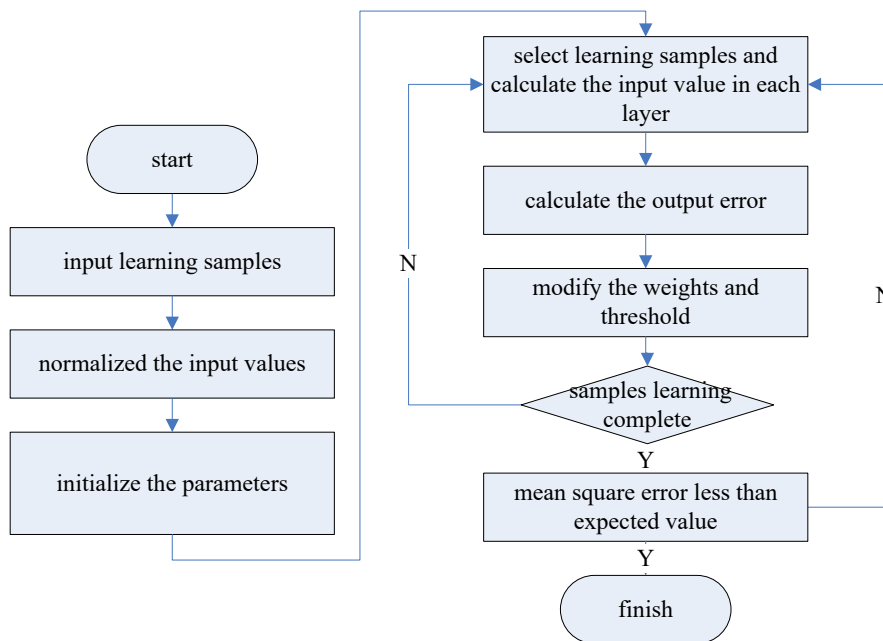 start
input learning samples
normalized the input values
initialize the parameters
select learning samples and
calculate the input value in each
layer
calculate the output error
modify the weights and
threshold
samples learning
complete
N
Y
mean square error less than
expected value
N
Y
finish